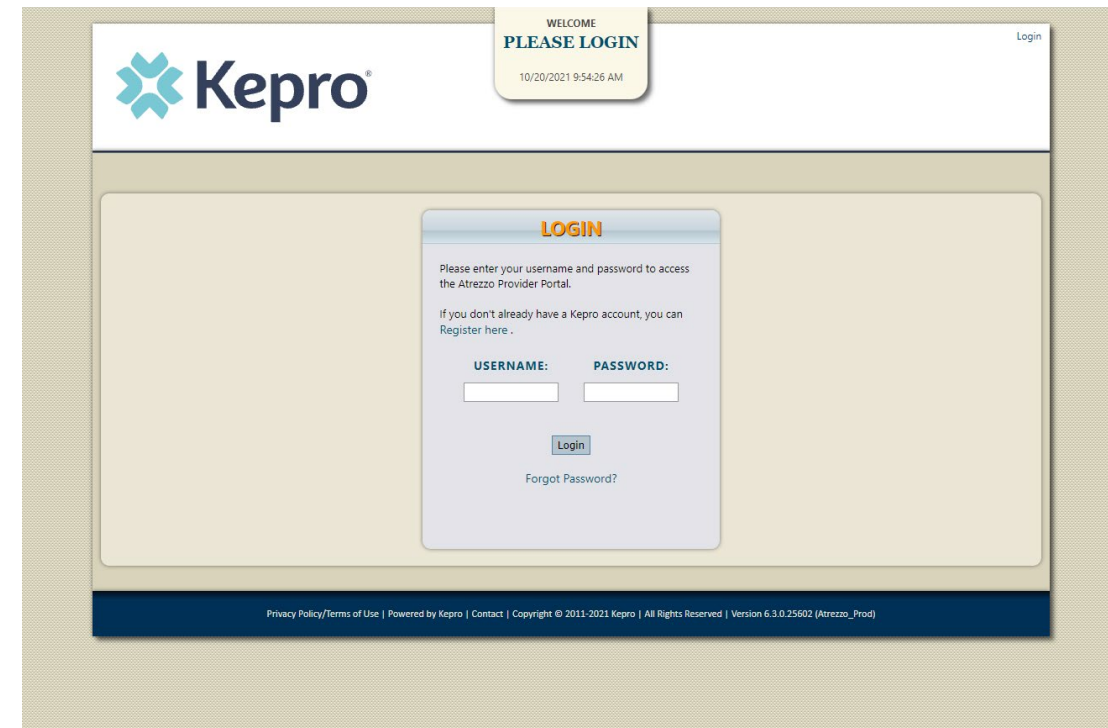 WELCOME
PLEASE LOGIN
10/20/2021 9:54:26 AM
Login
Kepro®
LOGIN
Please enter your username and password to access
the Atrezzo Provider Portal.
If you don't already have a Kepro account, you can
Register here .
USERNAME: PASSWORD:
Login
Forgot Password?
Privacy Policy/Terms of Use | Powered by Kepro | Contact | Copyright © 2011-2021 Kepro | All Rights Reserved | Version 6.3.0.25602 (Atrezzo_Prod)